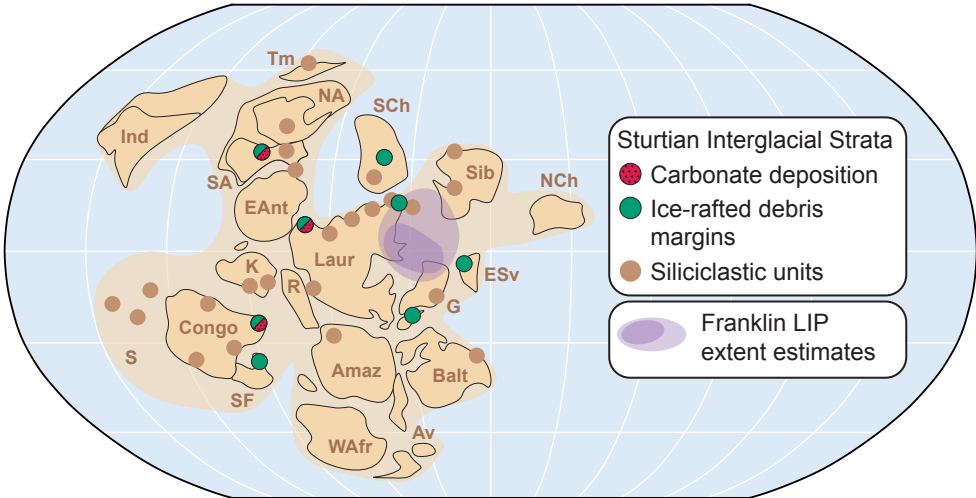 Tm
NA
SCh
Ind
Sib
SA
NCh
EAnt
Laur
ESv
K
R
G
Congo
S
Amaz
Balt
SF
Av
WAfr
Sturtian Interglacial Strata
Carbonate deposition
Ice-rafted debris
margins
Siliciclastic units
Franklin LIP
extent estimates